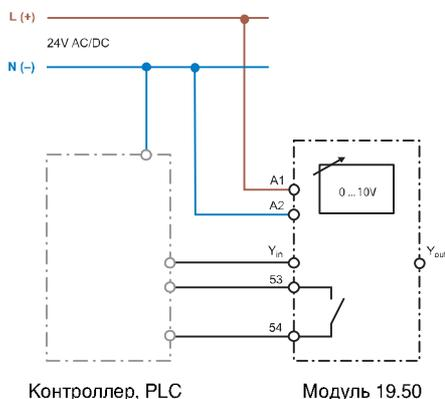 L (+)
24V AC/DC
N (–)
A1
0 ... 10V
A2
Yin
Yout
53
54
Контроллер, PLC
Модуль 19.50